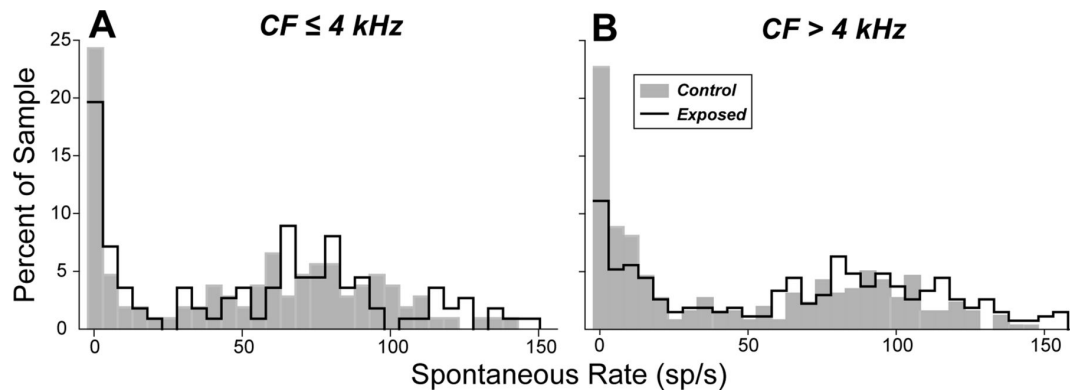 A
CF ≤ 4 kHz
B
CF > 4 kHz
Control
Exposed
Percent of Sample
25
20
15
10
5
0
0
50
100
150
0
50
100
150
Spontaneous Rate (sp/s)